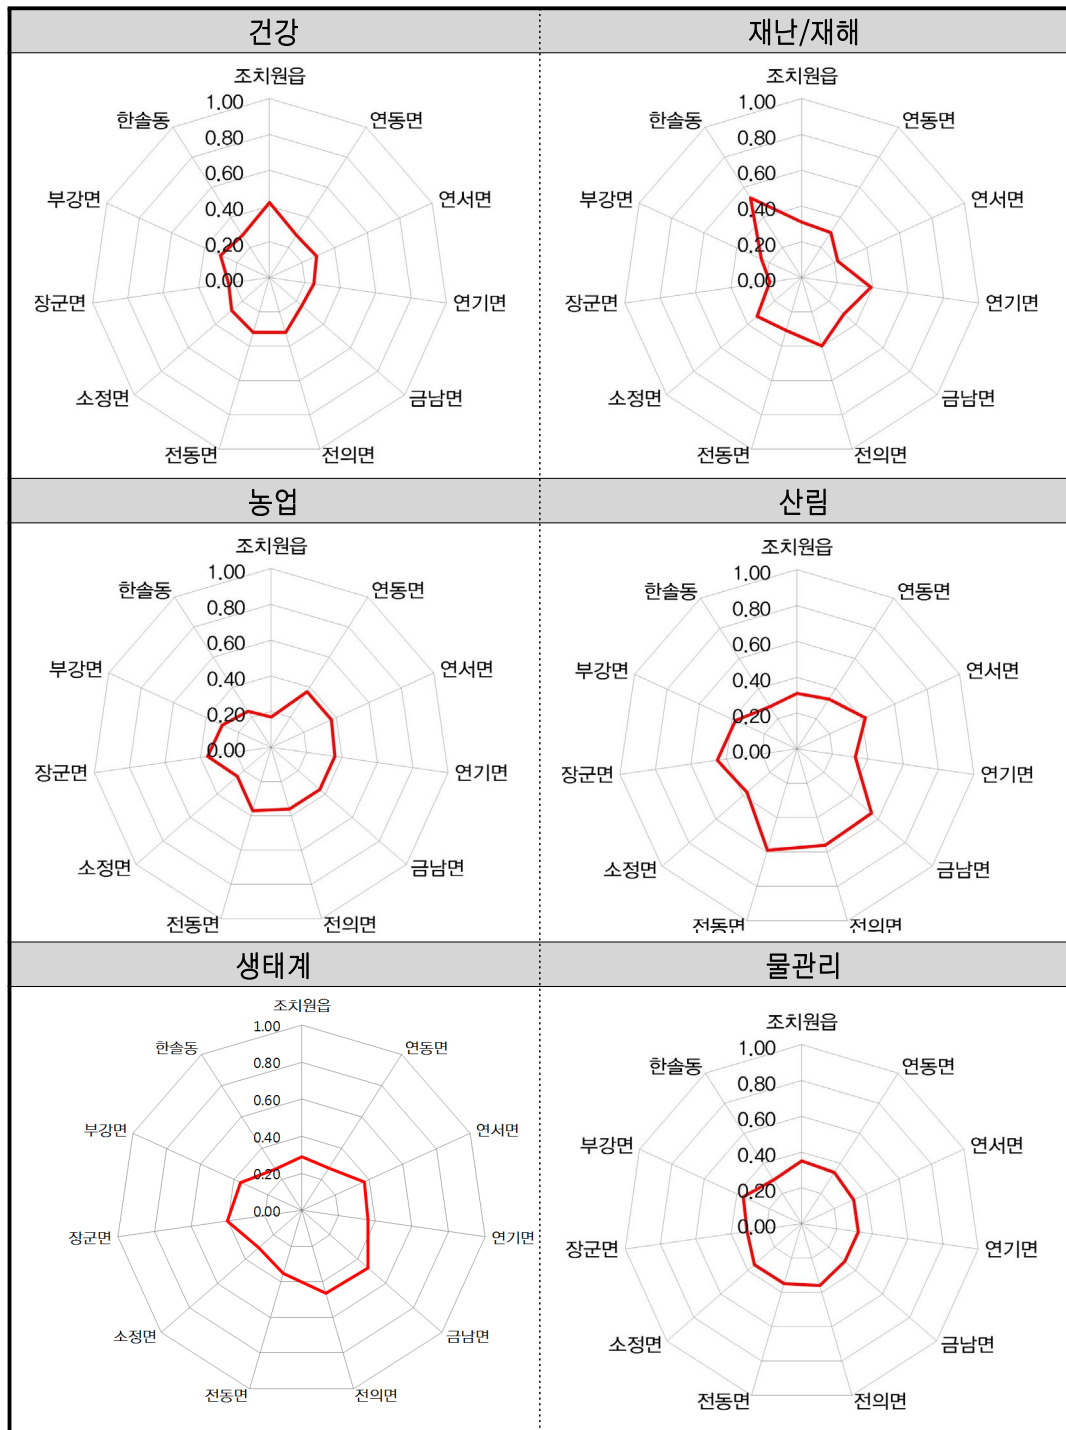 건강
재난/재해
조치원읍
1.00
한솔동
연동면
0.80
0.60
부강면
연서면
0.40
0.20
0.00
장군면
연기면
소정면
금남면
전동면
전의면
조치원읍
1.00
한솔동
연동면
0.80
0.60
부강면
연서면
0.40
0.20
0.00
장군면
연기면
소정면
금남면
전동면
전의면
농업
산림
조치원읍
1.00
한솔동
연동면
0.80
0.60
부강면
연서면
0.40
0.20
0.00
장군면
연기면
소정면
금남면
전동면
전의면
조치원읍
1.00
한솔동
연동면
0.80
0.60
부강면
연서면
0.40
0.20
0.00
장군면
연기면
소정면
금남면
전동면
전의면
생태계
물관리
조치원읍
1.00
한솔동
연동면
0.80
0.60
부강면
연서면
0.40
0.20
0.00
장군면
연기면
소정면
금남면
전동면
전의면
조치원읍
1.00
한솔동
연동면
0.80
0.60
부강면
연서면
0.40
0.20
0.00
장군면
연기면
소정면
금남면
전동면
전의면